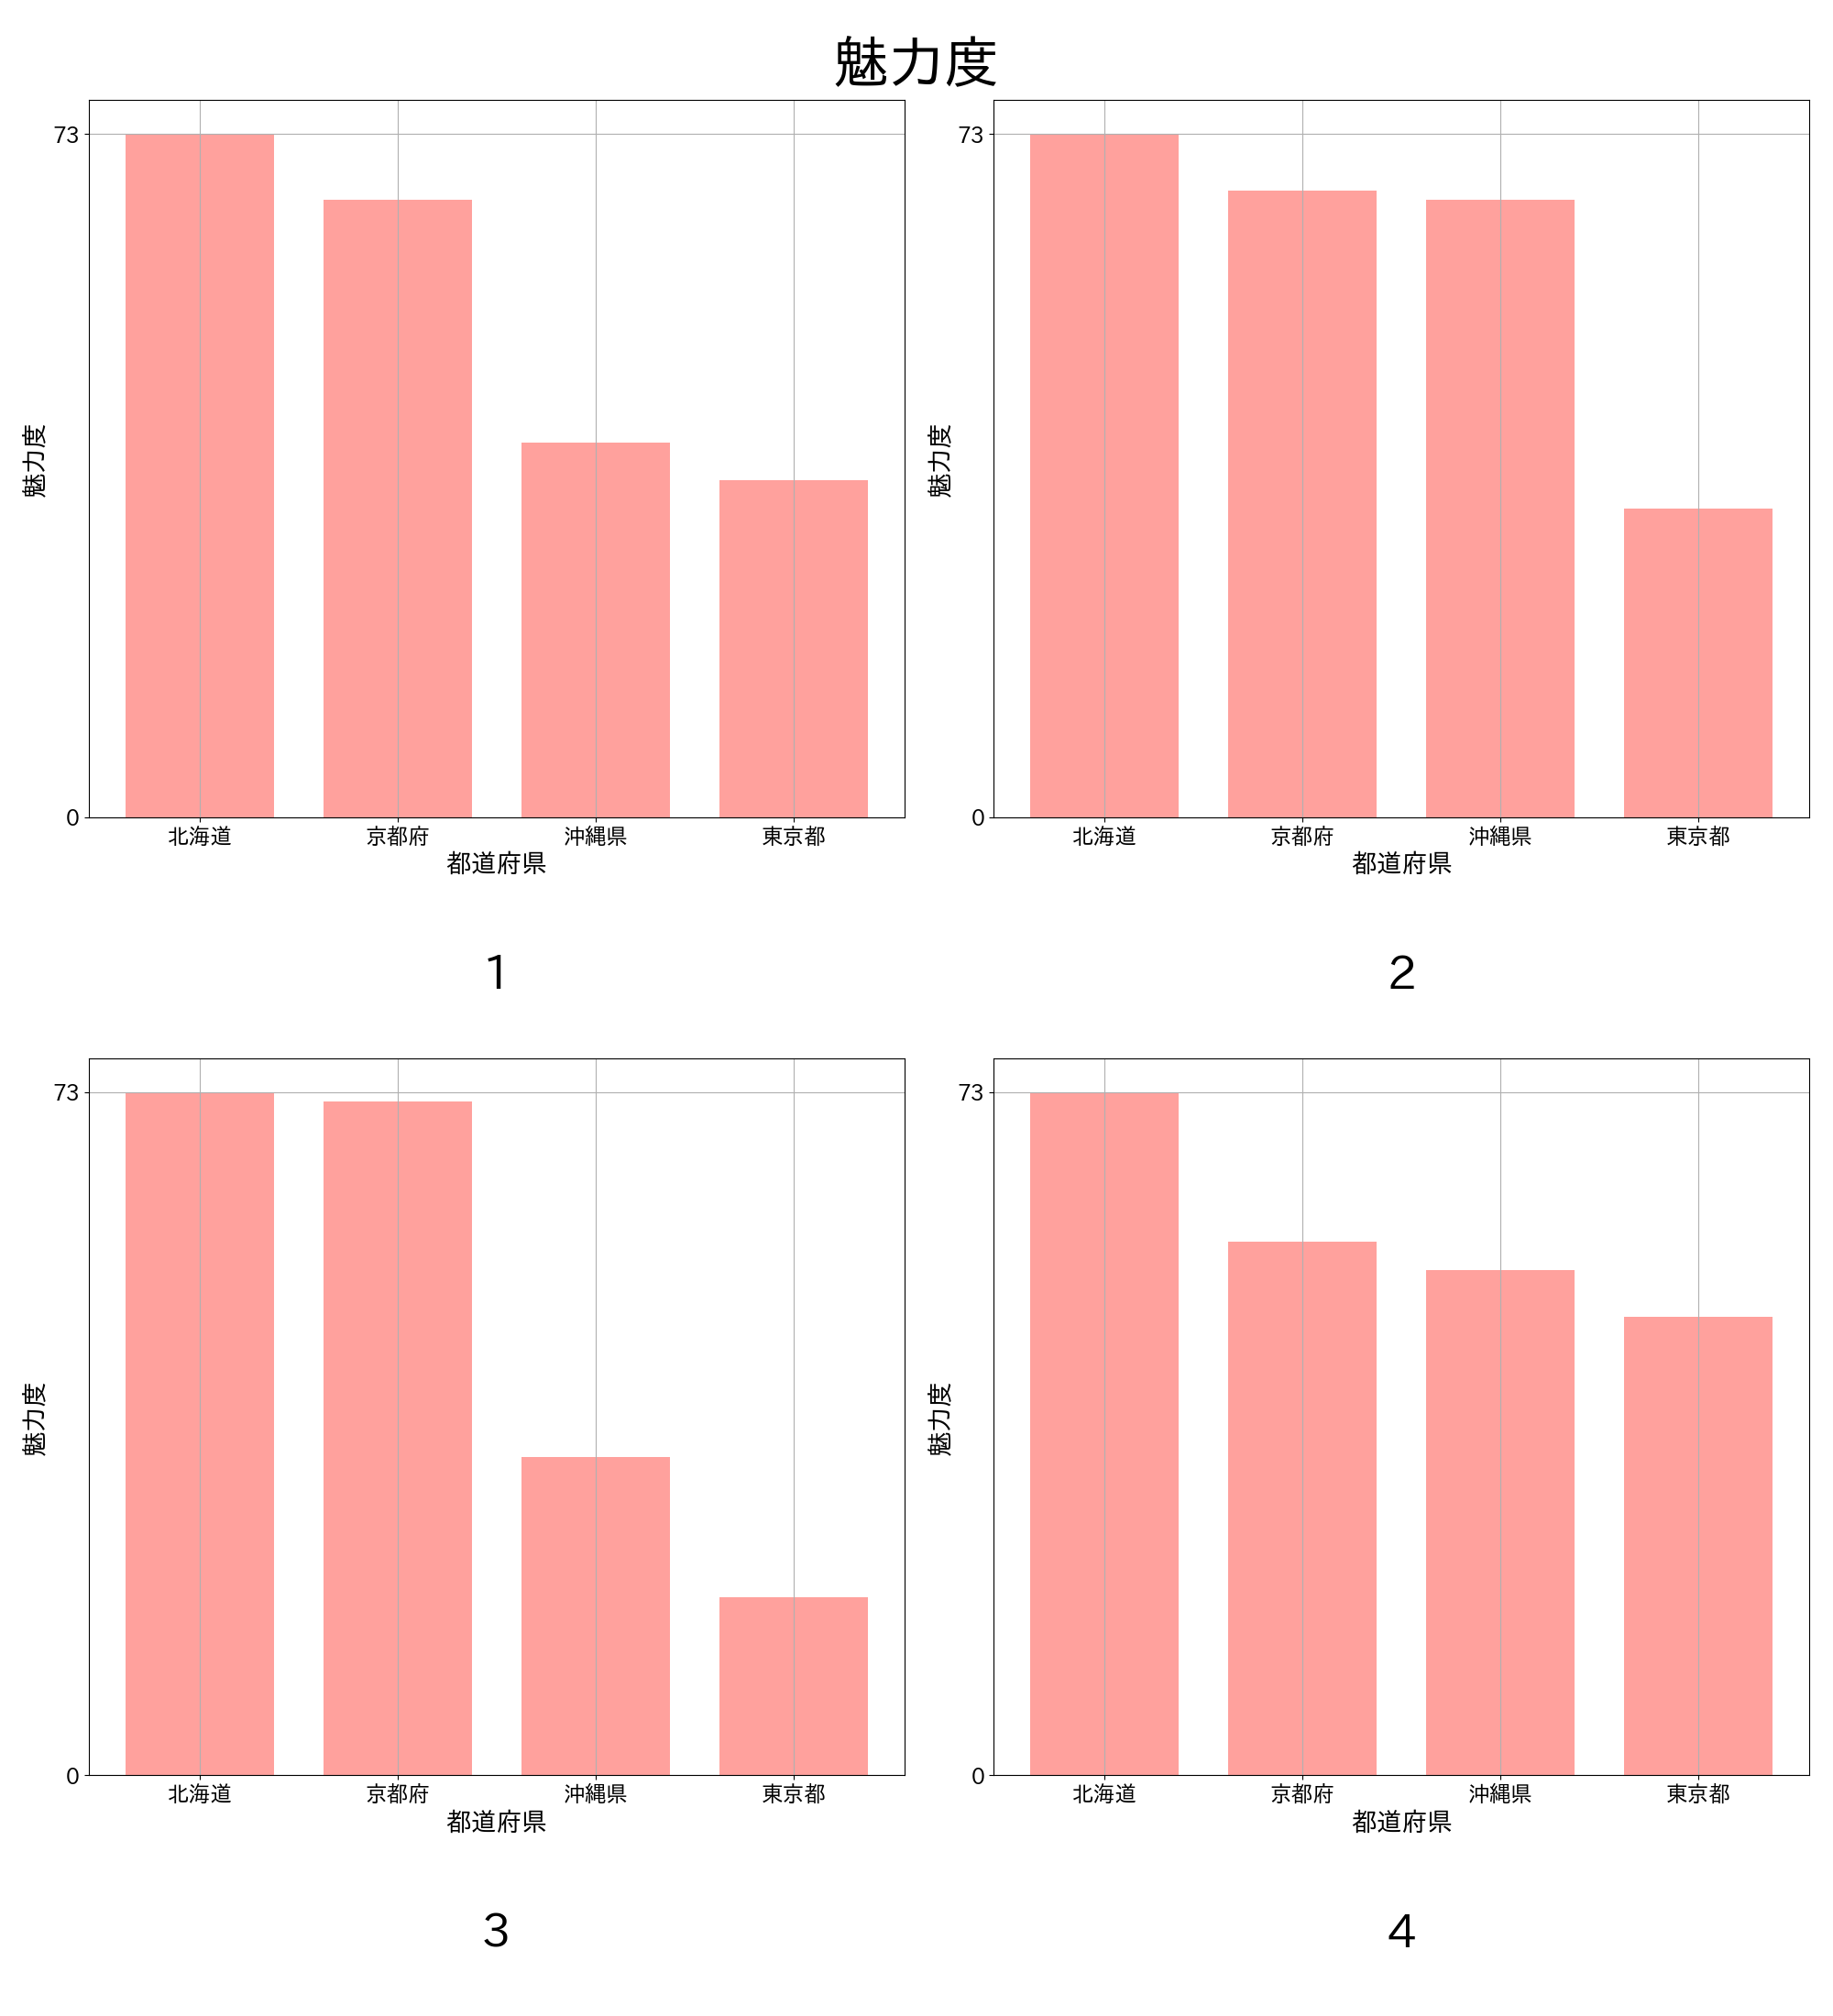 魅力度
73
0
魅力度
北海道 京都府 沖縄県 東京都
都道府県
1
73
0
魅力度
北海道 京都府 沖縄県 東京都
都道府県
2
73
0
魅力度
北海道 京都府 沖縄県 東京都
都道府県
3
73
0
魅力度
北海道 京都府 沖縄県 東京都
都道府県
4